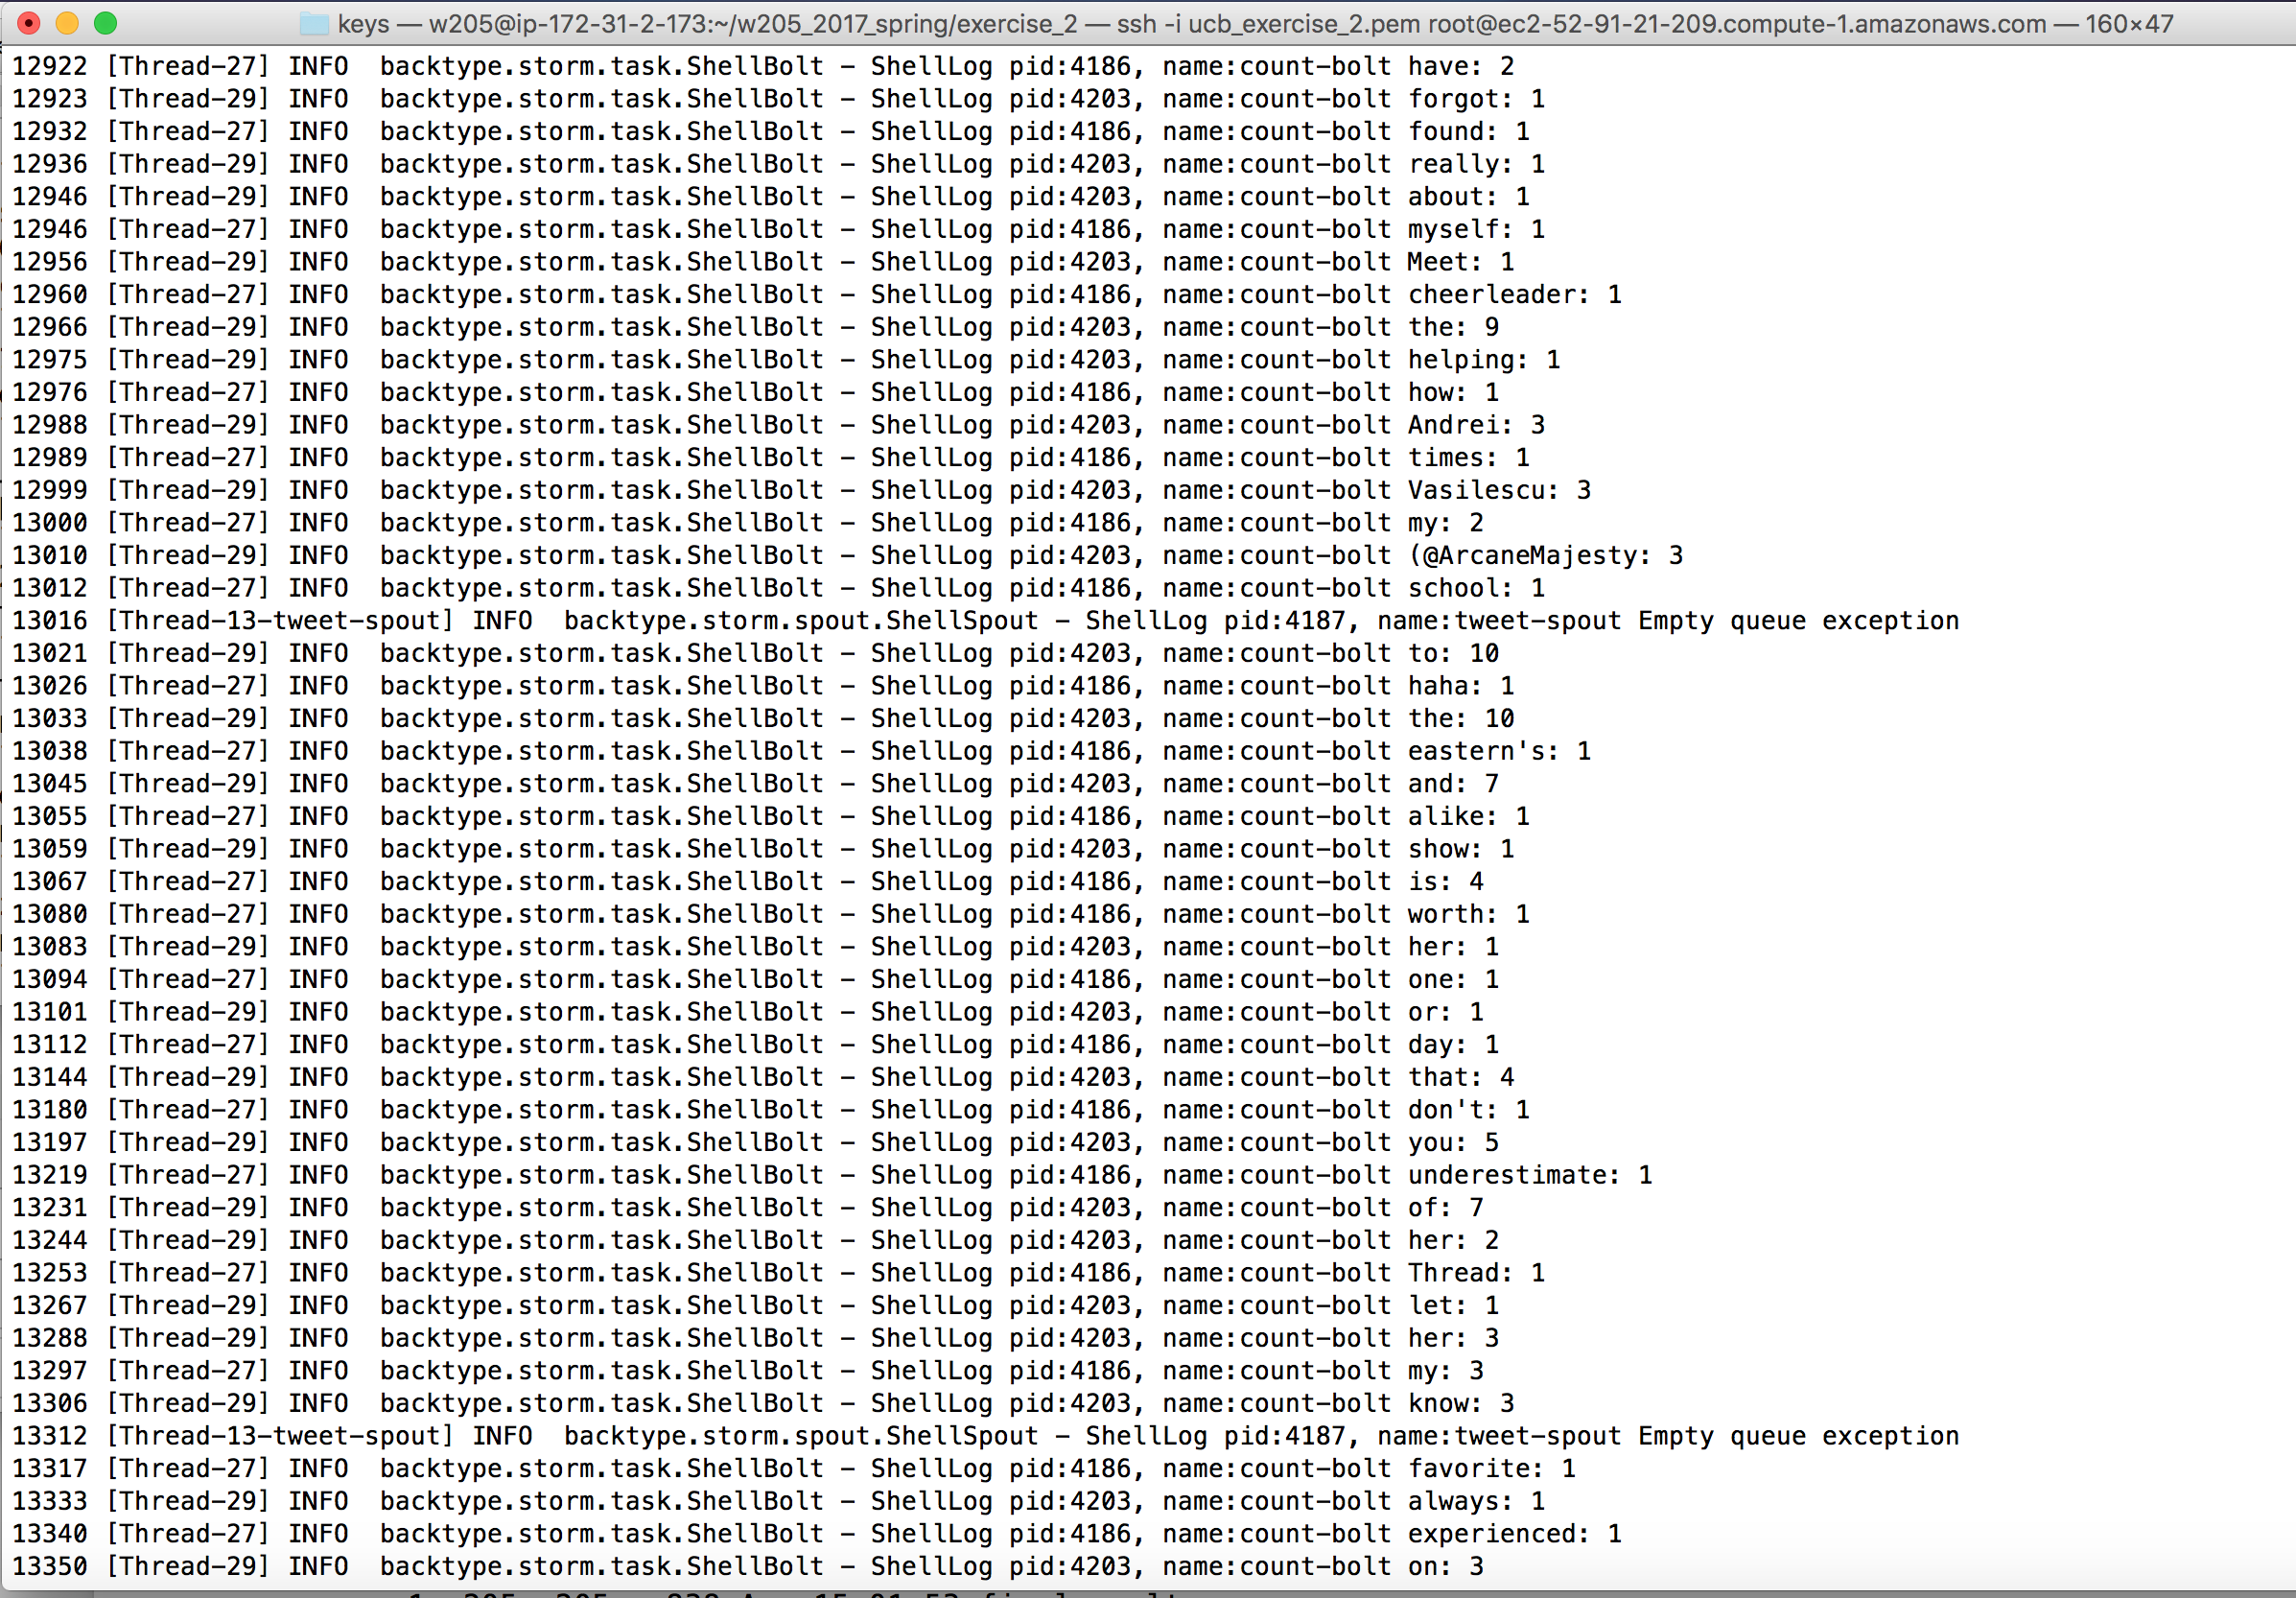 keys — w205@ip-172-31-2-173:~/w205_2017_spring/exercise_2 — ssh -i ucb_exercise_2.pem root@ec2-52-91-21-209.compute-1.amazonaws.com — 160×47
12922 [Thread-27] INFO  backtype.storm.task.ShellBolt - ShellLog pid:4186, name:count-bolt have: 2
12923 [Thread-29] INFO  backtype.storm.task.ShellBolt - ShellLog pid:4203, name:count-bolt forgot: 1
12932 [Thread-27] INFO  backtype.storm.task.ShellBolt - ShellLog pid:4186, name:count-bolt found: 1
12936 [Thread-29] INFO  backtype.storm.task.ShellBolt - ShellLog pid:4203, name:count-bolt really: 1
12946 [Thread-29] INFO  backtype.storm.task.ShellBolt - ShellLog pid:4203, name:count-bolt about: 1
12946 [Thread-27] INFO  backtype.storm.task.ShellBolt - ShellLog pid:4186, name:count-bolt myself: 1
12956 [Thread-29] INFO  backtype.storm.task.ShellBolt - ShellLog pid:4203, name:count-bolt Meet: 1
12960 [Thread-27] INFO  backtype.storm.task.ShellBolt - ShellLog pid:4186, name:count-bolt cheerleader: 1
12966 [Thread-29] INFO  backtype.storm.task.ShellBolt - ShellLog pid:4203, name:count-bolt the: 9
12975 [Thread-29] INFO  backtype.storm.task.ShellBolt - ShellLog pid:4203, name:count-bolt helping: 1
12976 [Thread-27] INFO  backtype.storm.task.ShellBolt - ShellLog pid:4186, name:count-bolt how: 1
12988 [Thread-29] INFO  backtype.storm.task.ShellBolt - ShellLog pid:4203, name:count-bolt Andrei: 3
12989 [Thread-27] INFO  backtype.storm.task.ShellBolt - ShellLog pid:4186, name:count-bolt times: 1
12999 [Thread-29] INFO  backtype.storm.task.ShellBolt - ShellLog pid:4203, name:count-bolt Vasilescu: 3
13000 [Thread-27] INFO  backtype.storm.task.ShellBolt - ShellLog pid:4186, name:count-bolt my: 2
13010 [Thread-29] INFO  backtype.storm.task.ShellBolt - ShellLog pid:4203, name:count-bolt (@ArcaneMajesty: 3
13012 [Thread-27] INFO  backtype.storm.task.ShellBolt - ShellLog pid:4186, name:count-bolt school: 1
13016 [Thread-13-tweet-spout] INFO  backtype.storm.spout.ShellSpout - ShellLog pid:4187, name:tweet-spout Empty queue exception
13021 [Thread-29] INFO  backtype.storm.task.ShellBolt - ShellLog pid:4203, name:count-bolt to: 10
13026 [Thread-27] INFO  backtype.storm.task.ShellBolt - ShellLog pid:4186, name:count-bolt haha: 1
13033 [Thread-29] INFO  backtype.storm.task.ShellBolt - ShellLog pid:4203, name:count-bolt the: 10
13038 [Thread-27] INFO  backtype.storm.task.ShellBolt - ShellLog pid:4186, name:count-bolt eastern's: 1
13045 [Thread-29] INFO  backtype.storm.task.ShellBolt - ShellLog pid:4203, name:count-bolt and: 7
13055 [Thread-27] INFO  backtype.storm.task.ShellBolt - ShellLog pid:4186, name:count-bolt alike: 1
13059 [Thread-29] INFO  backtype.storm.task.ShellBolt - ShellLog pid:4203, name:count-bolt show: 1
13067 [Thread-27] INFO  backtype.storm.task.ShellBolt - ShellLog pid:4186, name:count-bolt is: 4
13080 [Thread-27] INFO  backtype.storm.task.ShellBolt - ShellLog pid:4186, name:count-bolt worth: 1
13083 [Thread-29] INFO  backtype.storm.task.ShellBolt - ShellLog pid:4203, name:count-bolt her: 1
13094 [Thread-27] INFO  backtype.storm.task.ShellBolt - ShellLog pid:4186, name:count-bolt one: 1
13101 [Thread-29] INFO  backtype.storm.task.ShellBolt - ShellLog pid:4203, name:count-bolt or: 1
13112 [Thread-27] INFO  backtype.storm.task.ShellBolt - ShellLog pid:4186, name:count-bolt day: 1
13144 [Thread-29] INFO  backtype.storm.task.ShellBolt - ShellLog pid:4203, name:count-bolt that: 4
13180 [Thread-27] INFO  backtype.storm.task.ShellBolt - ShellLog pid:4186, name:count-bolt don't: 1
13197 [Thread-29] INFO  backtype.storm.task.ShellBolt - ShellLog pid:4203, name:count-bolt you: 5
13219 [Thread-27] INFO  backtype.storm.task.ShellBolt - ShellLog pid:4186, name:count-bolt underestimate: 1
13231 [Thread-29] INFO  backtype.storm.task.ShellBolt - ShellLog pid:4203, name:count-bolt of: 7
13244 [Thread-29] INFO  backtype.storm.task.ShellBolt - ShellLog pid:4203, name:count-bolt her: 2
13253 [Thread-27] INFO  backtype.storm.task.ShellBolt - ShellLog pid:4186, name:count-bolt Thread: 1
13267 [Thread-29] INFO  backtype.storm.task.ShellBolt - ShellLog pid:4203, name:count-bolt let: 1
13288 [Thread-29] INFO  backtype.storm.task.ShellBolt - ShellLog pid:4203, name:count-bolt her: 3
13297 [Thread-27] INFO  backtype.storm.task.ShellBolt - ShellLog pid:4186, name:count-bolt my: 3
13306 [Thread-29] INFO  backtype.storm.task.ShellBolt - ShellLog pid:4203, name:count-bolt know: 3
13312 [Thread-13-tweet-spout] INFO  backtype.storm.spout.ShellSpout - ShellLog pid:4187, name:tweet-spout Empty queue exception
13317 [Thread-27] INFO  backtype.storm.task.ShellBolt - ShellLog pid:4186, name:count-bolt favorite: 1
13333 [Thread-29] INFO  backtype.storm.task.ShellBolt - ShellLog pid:4203, name:count-bolt always: 1
13340 [Thread-27] INFO  backtype.storm.task.ShellBolt - ShellLog pid:4186, name:count-bolt experienced: 1
13350 [Thread-29] INFO  backtype.storm.task.ShellBolt - ShellLog pid:4203, name:count-bolt on: 3